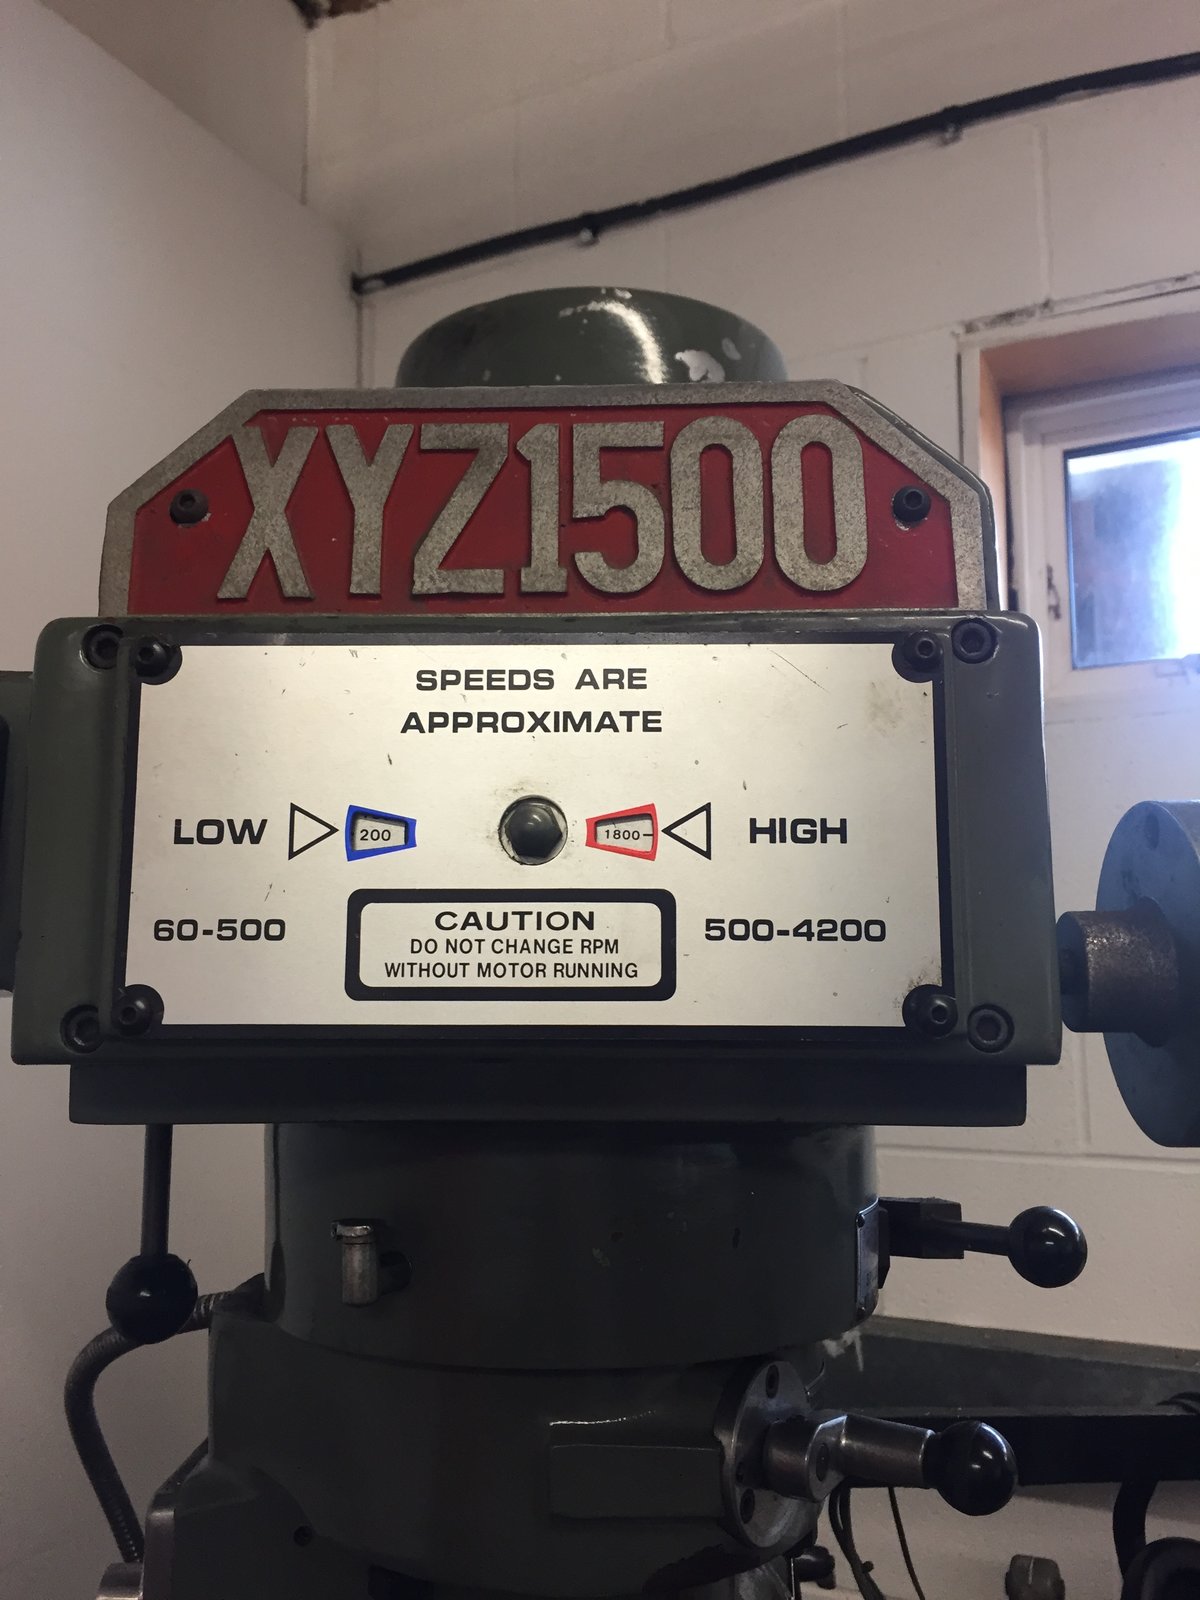 XYZ1500
SPEEDS ARE
APPROXIMATE
LOW 200 1800 HIGH
60-500 500-4200
CAUTION
DO NOT CHANGE RPM
WITHOUT MOTOR RUNNING